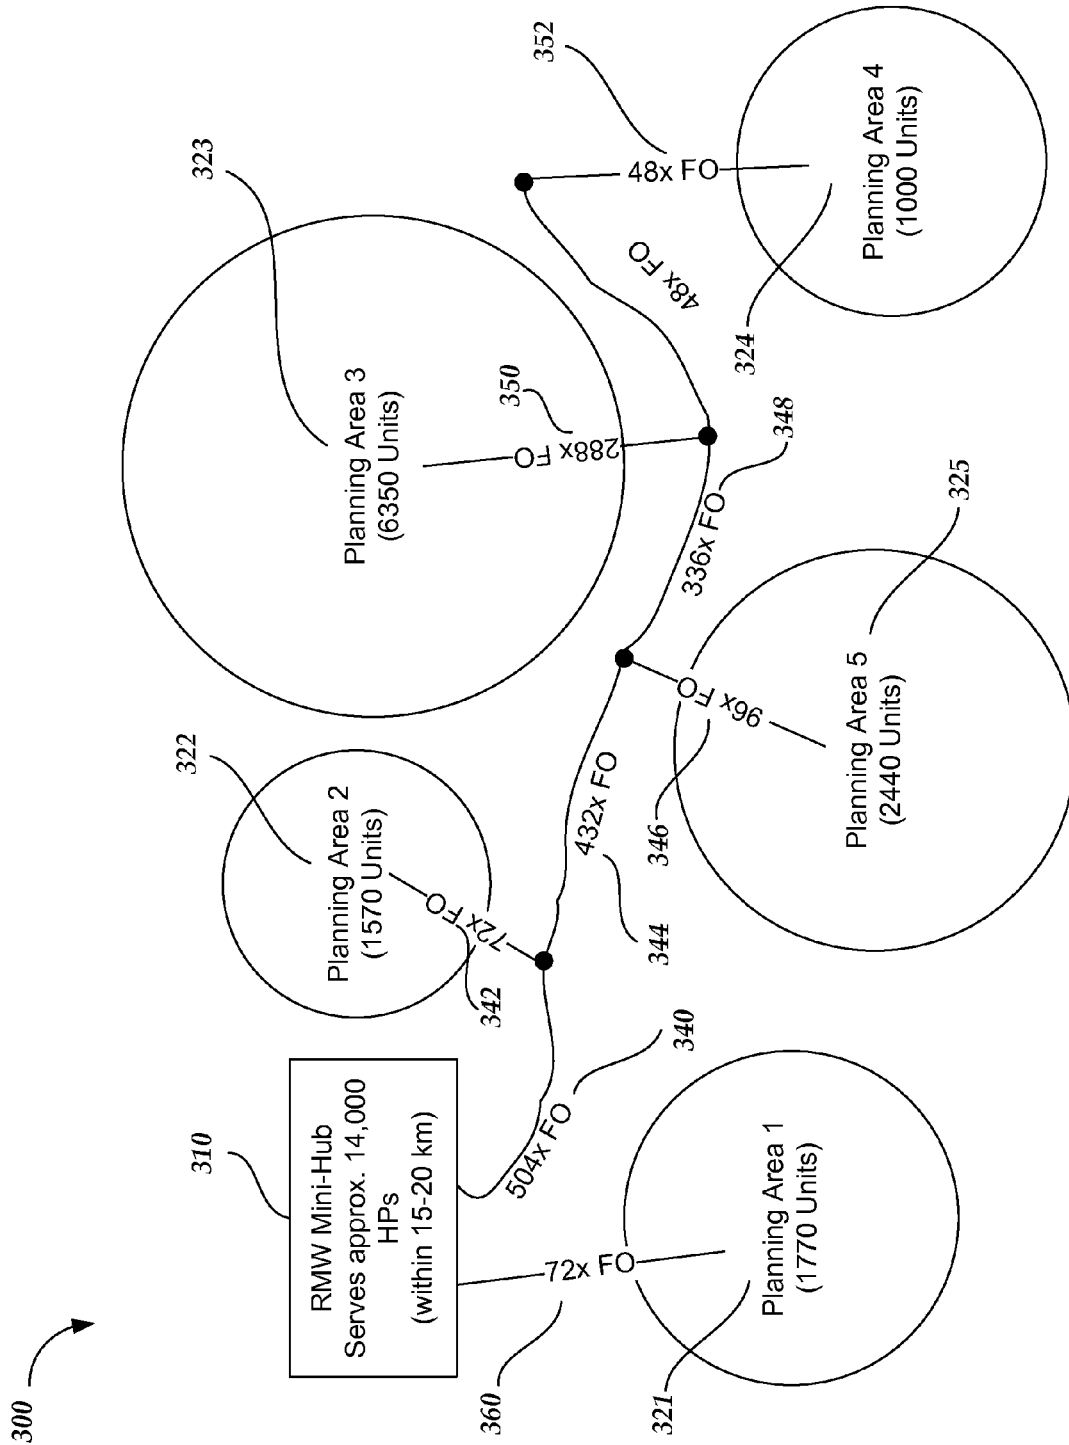 300
310
RMW Mini-Hub
Serves approx. 14,000
HPs
(within 15-20 km)
360
72x FO
321
Planning Area 1
(1770 Units)
504x FO
340
322
Planning Area 2
(1570 Units)
72x FO
342
432x FO
344
346
96x FO
Planning Area 5
(2440 Units)
325
323
Planning Area 3
(6350 Units)
350
288x FO
336x FO
348
48x FO
352
48x FO
324
Planning Area 4
(1000 Units)